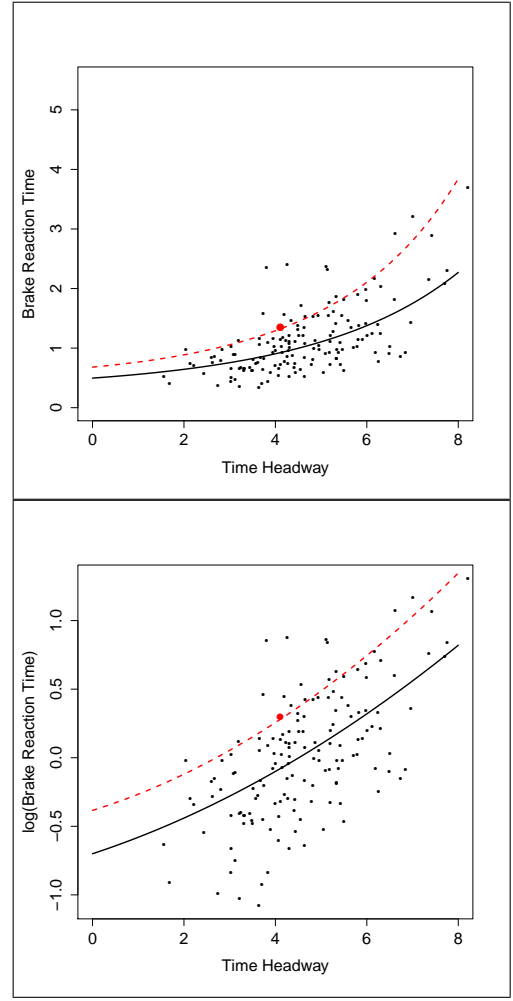 5
4
3
2
1
0
Brake Reaction Time
0 2 4 6 8
Time Headway
1.0
0.5
0.0
−0.5
−1.0
log(Brake Reaction Time)
0 2 4 6 8
Time Headway